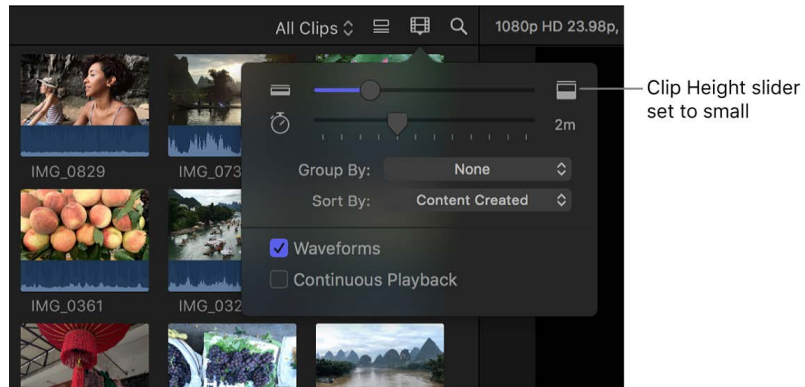 All Clips
1080p HD 23.98p,
Clip Height slider
set to small
2m
Group By: None
Sort By: Content Created
Waveforms
Continuous Playback
IMG_0829
IMG_073
IMG_0361
IMG_032